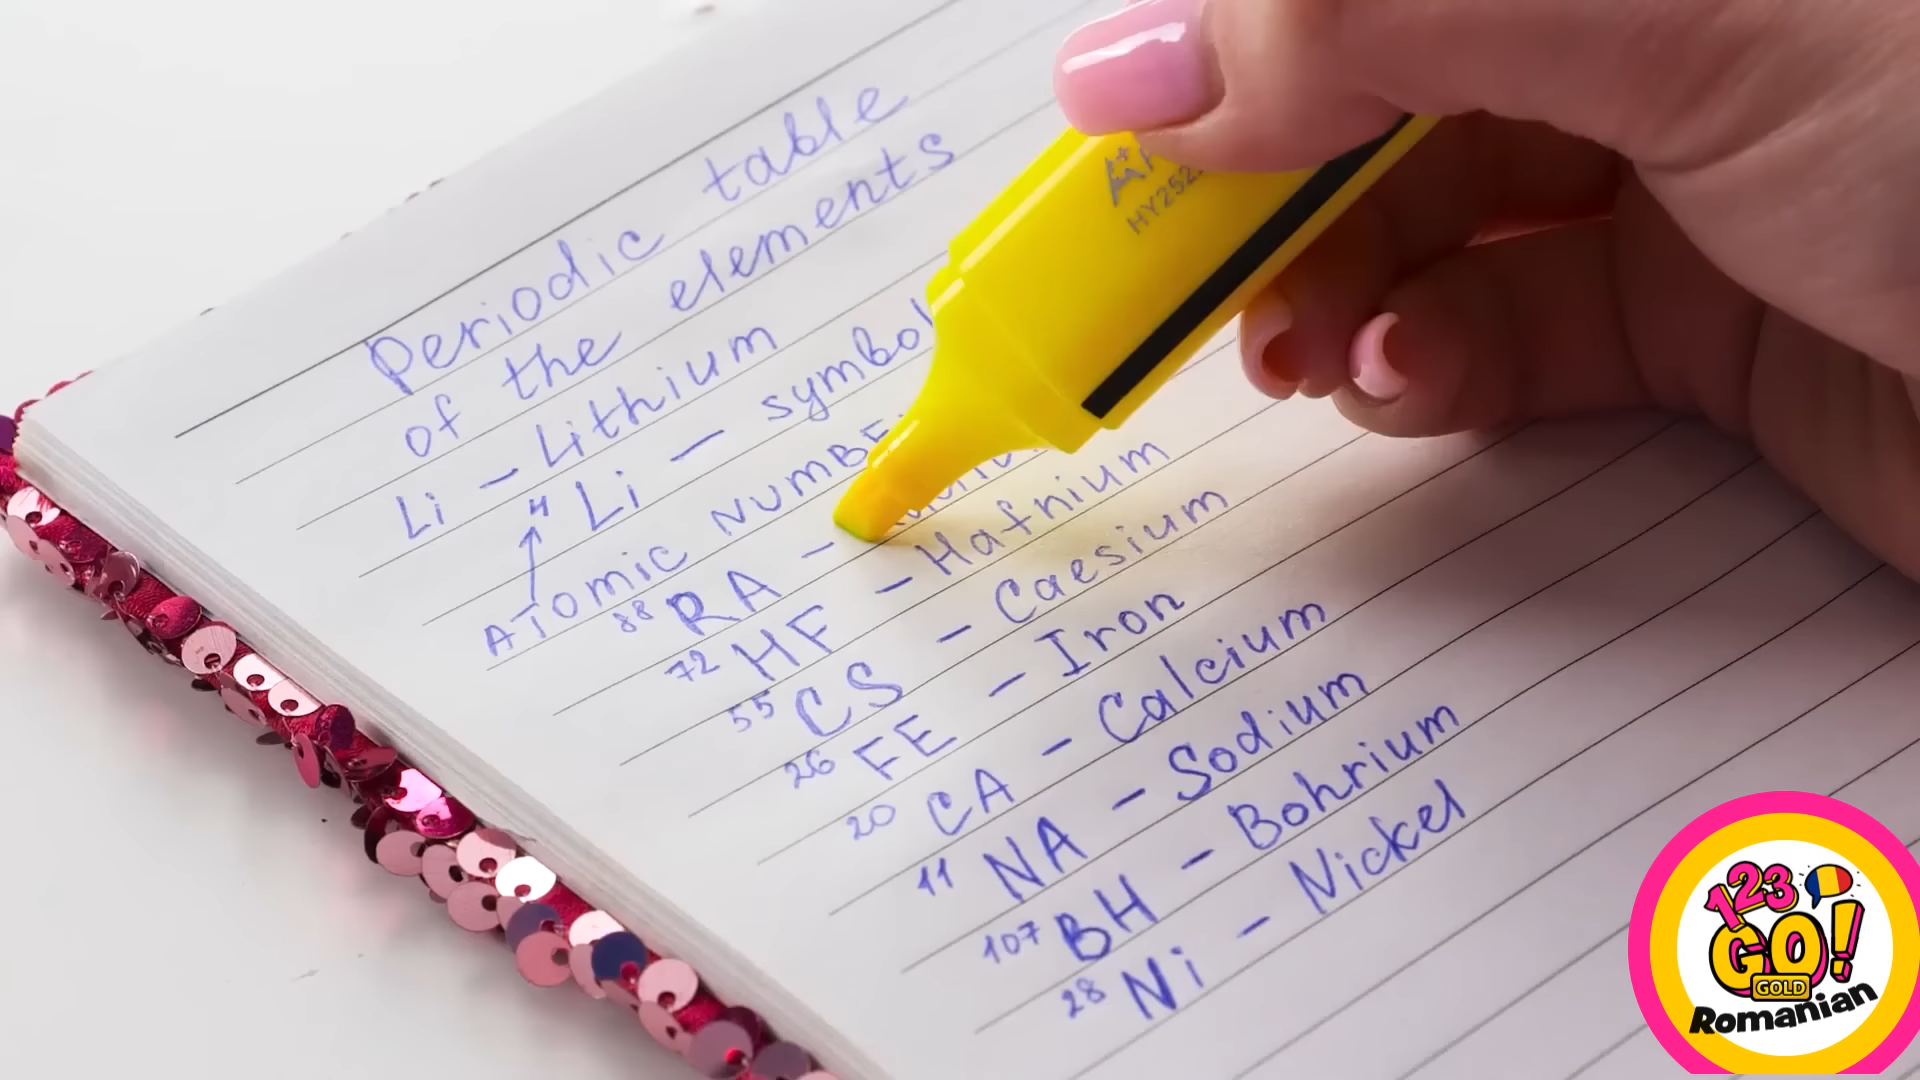 Periodic table
of the elements
Li – Lithium
4 Li – symbol
ATOMIC NUMBE
88 RA –
72 HF – Hafnium
55 CS – Caesium
26 FE – Iron
20 CA – Calcium
11 NA – Sodium
107 BH – Bohrium
28 Ni – Nickel
HY252
123
GO!
GOLD
Romanian